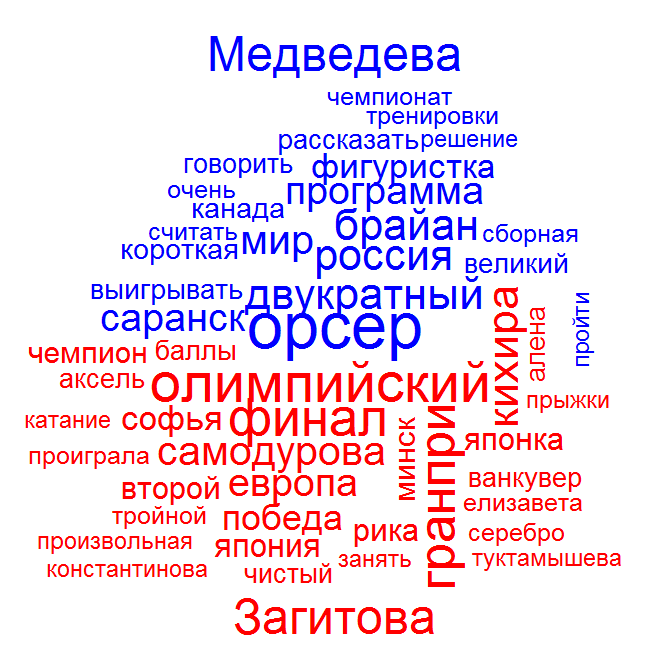 Медведева
чемпионат
тренировки
рассказать решение
говорить фигуристка
очень программа
канада
брайан сборная
считать мир
короткая россия великий
выигрывать двукратный
саранск орсер кихира алена пройти
чемпион баллы
аксель олимпийский прыжки
катание софья финал минск гранпри японка
проиграла самодурова
второй европа ванкувер
тройной победа рика елизавета
произвольная япония занять серебро
константинова чистый туктамышева
Загитова